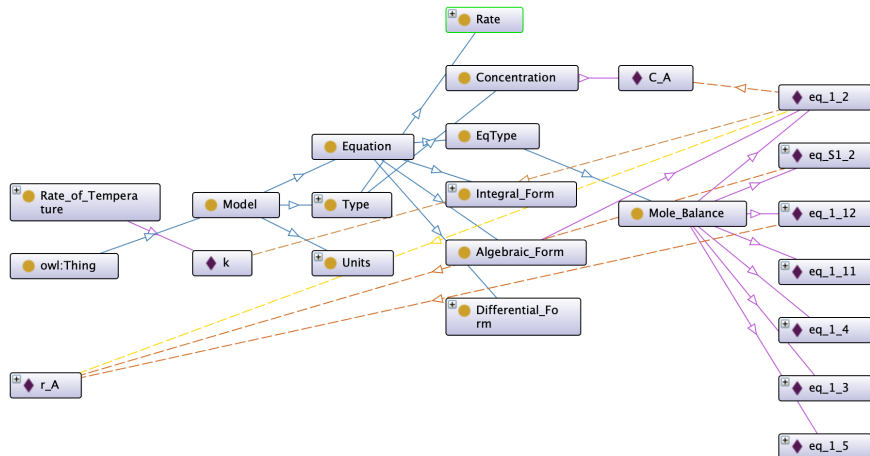 Rate
Concentration
C_A
eq_1_2
Equation
EqType
eq_S1_2
Rate_of_Tempera
ture
Model
Type
Integral_Form
Mole_Balance
eq_1_12
owl:Thing
k
Units
Algebraic_Form
eq_1_11
Differential_Fo
rm
eq_1_4
r_A
eq_1_3
eq_1_5